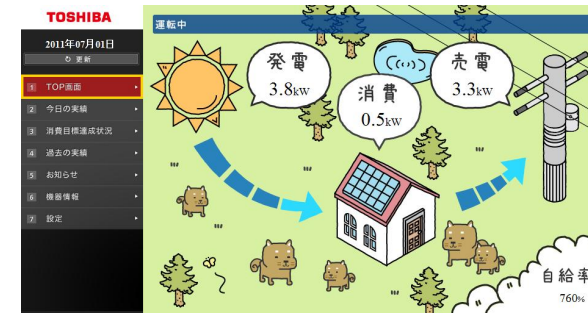 TOSHIBA
2011年07月01日
更新
1 TOP画面
2 今日の実績
3 消費目標達成状況
4 過去の実績
5 お知らせ
6 機器情報
7 設定
運転中
発電
3.8kw
消費
0.5kw
売電
3.3kw
自給率
760%